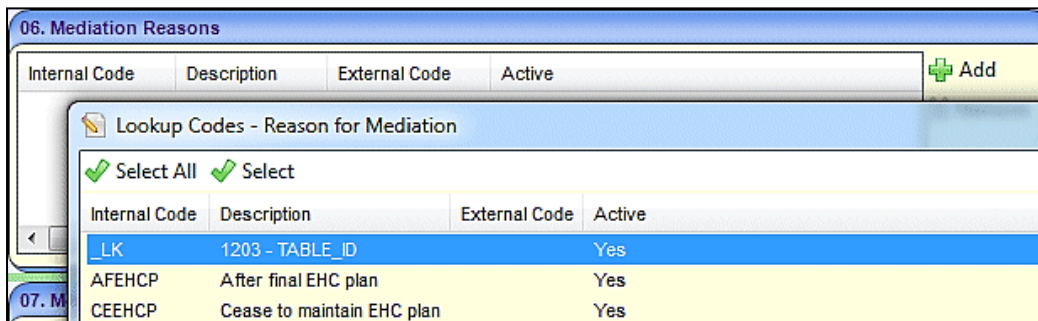 06. Mediation Reasons
Internal Code Description External Code Active
Add
Lookup Codes - Reason for Mediation
Select All Select
Internal Code Description External Code Active
_LK 1203 - TABLE_ID Yes
AFEHCP After final EHC plan Yes
07. M
CEEHCP Cease to maintain EHC plan Yes